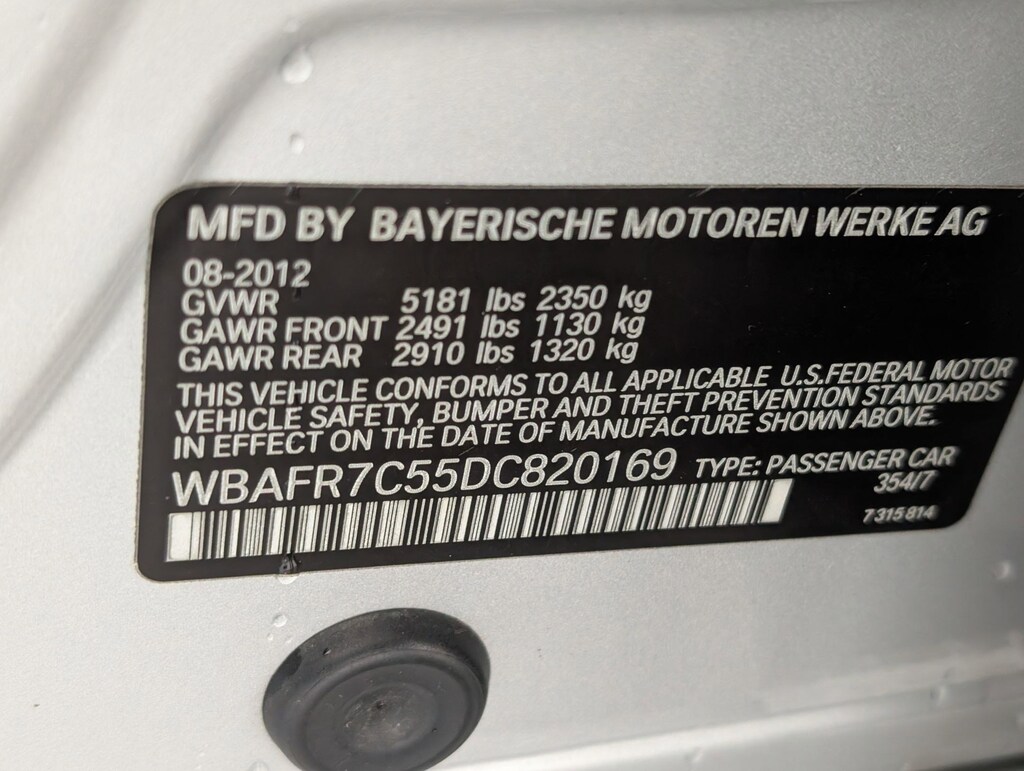 MFD BY BAYERISCHE MOTOREN WERKE AG
08-2012
GVWR 5181 lbs 2350 kg
GAWR FRONT 2491 lbs 1130 kg
GAWR REAR 2910 lbs 1320 kg
THIS VEHICLE CONFORMS TO ALL APPLICABLE U.S.FEDERAL MOTOR
VEHICLE SAFETY, BUMPER AND THEFT PREVENTION STANDARDS
IN EFFECT ON THE DATE OF MANUFACTURE SHOWN ABOVE.
WBAFR7C55DC820169 TYPE: PASSENGER CAR
354/7
7 315 814